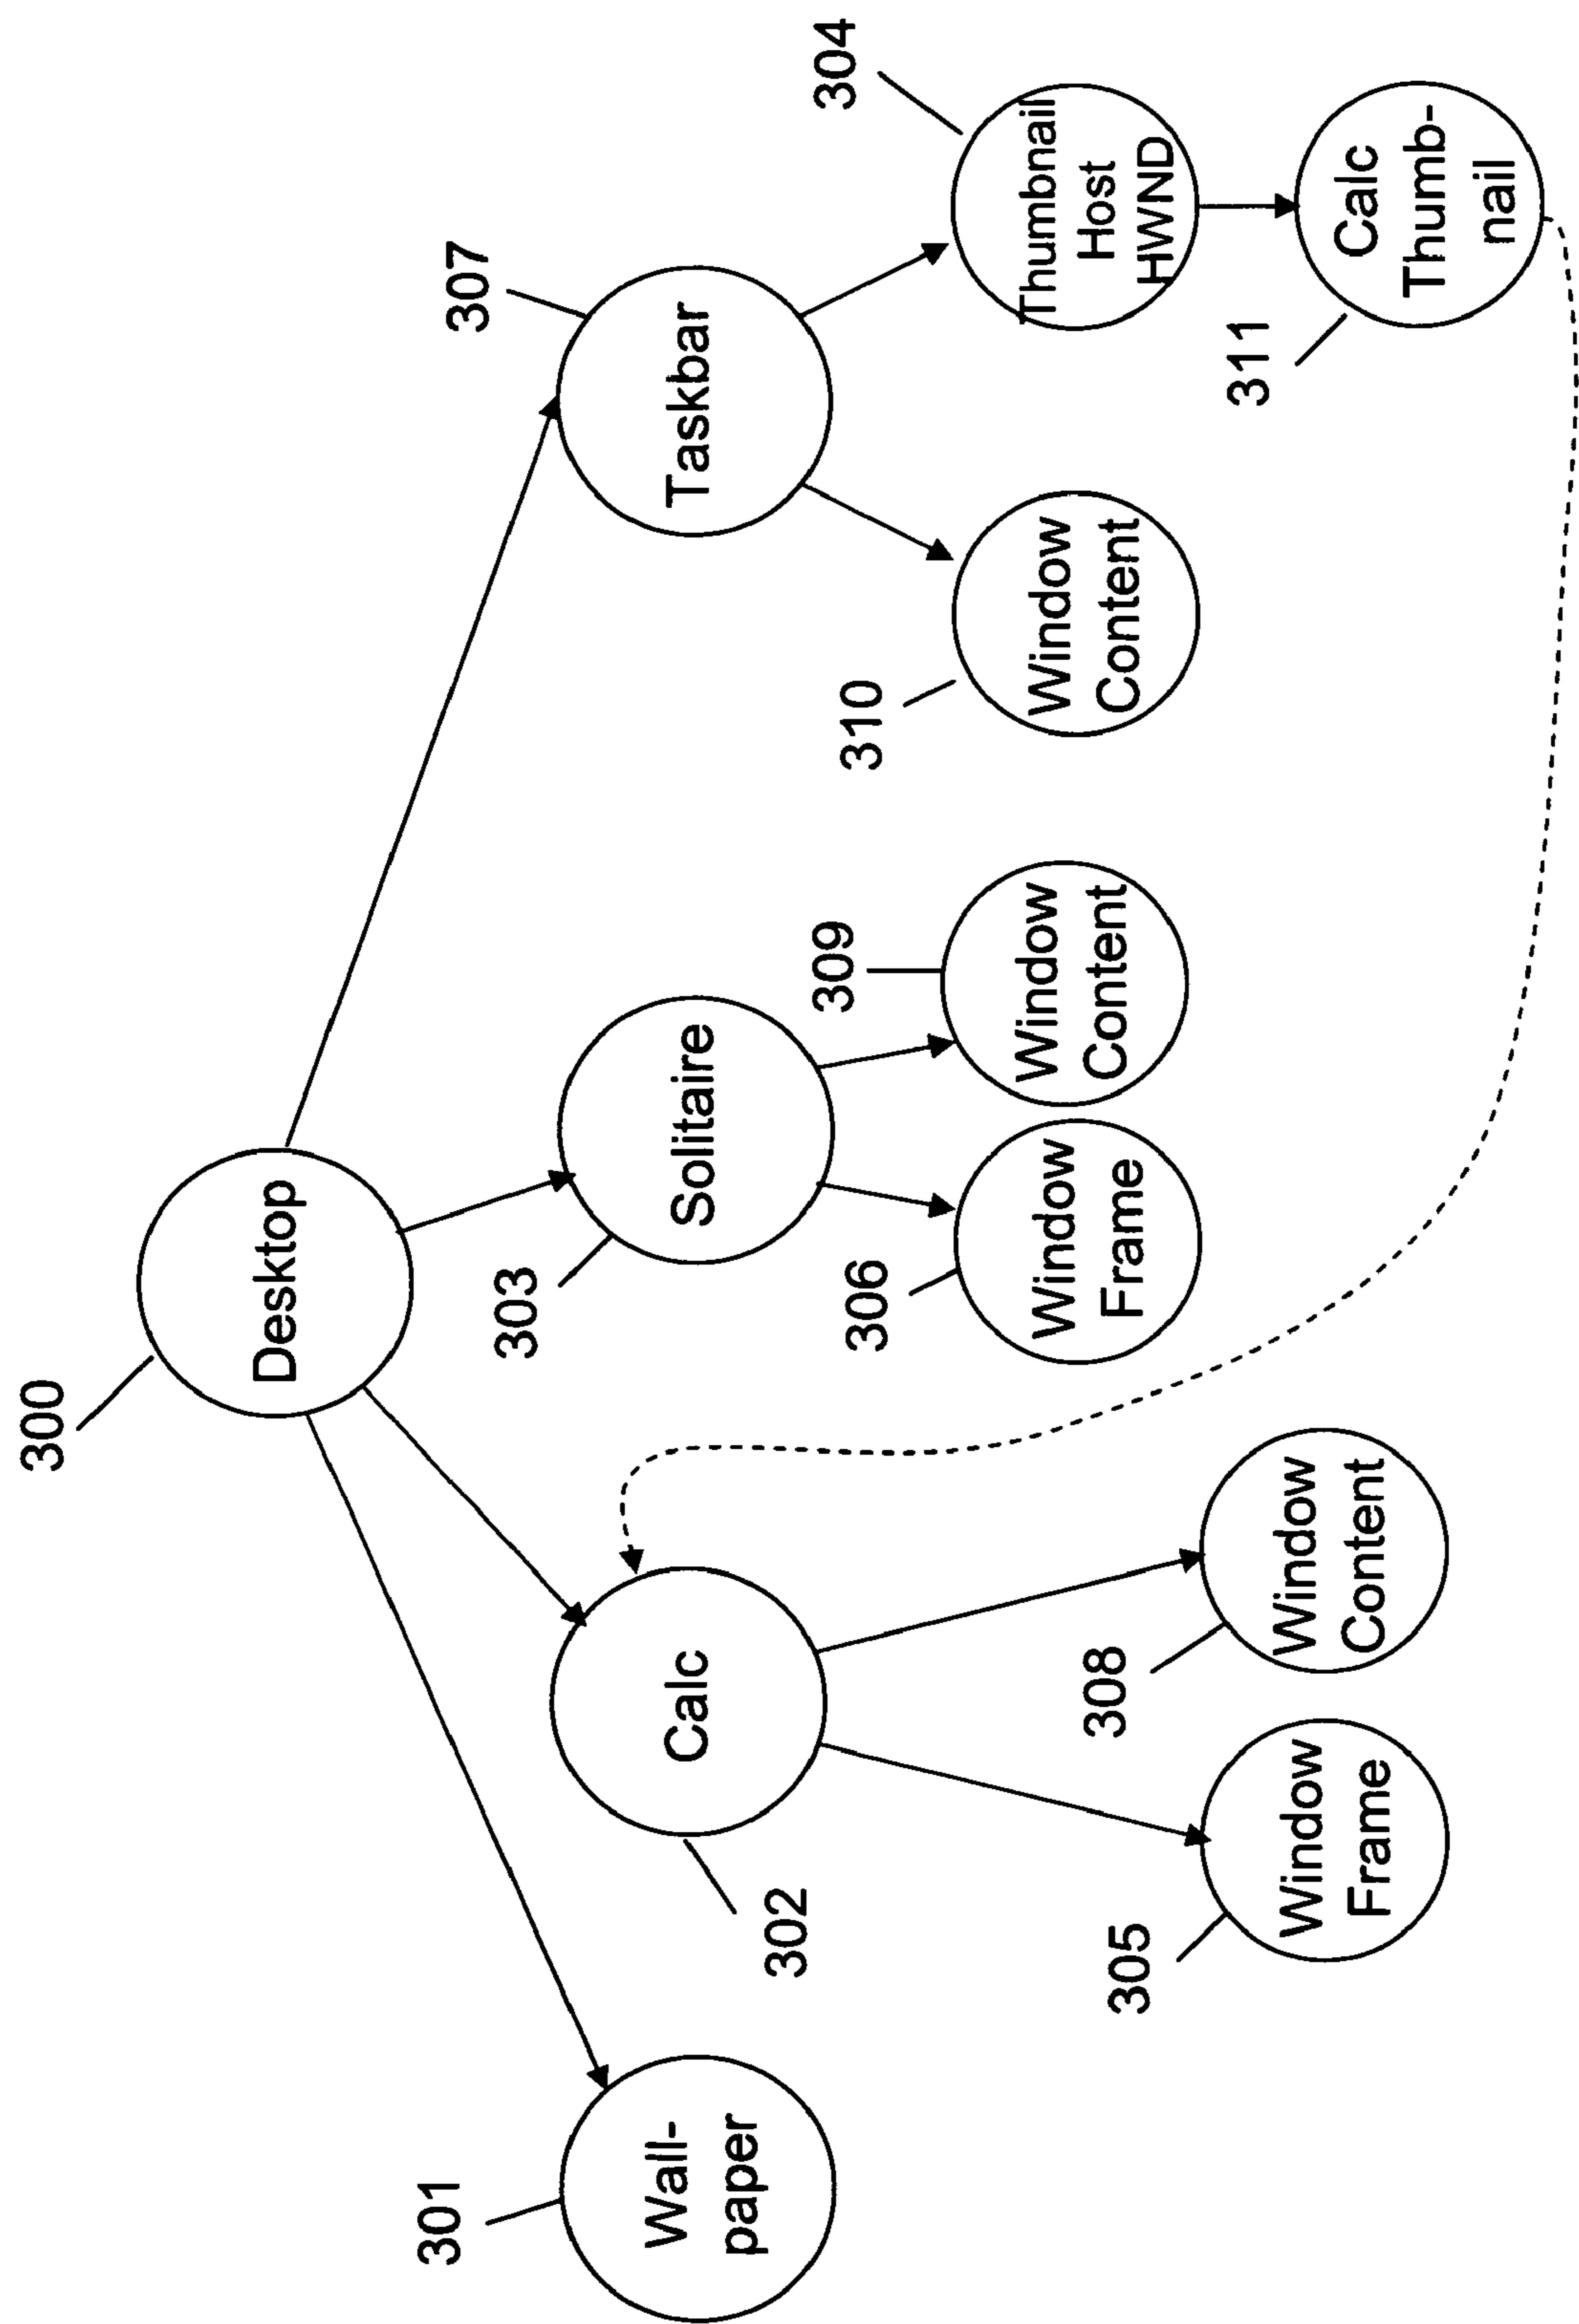 300
Desktop
301
Wall-
paper
302
Calc
303
Solitaire
307
Taskbar
305
Window
Frame
308
Window
Content
306
Window
Frame
309
Window
Content
310
Window
Content
304
Thumbnail
Host
HWND
311
Calc
Thumb-
nail